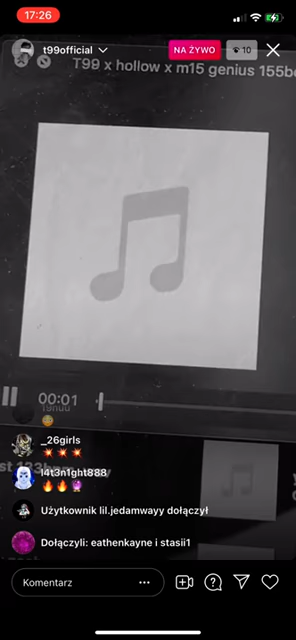 17:26
t99official
NA ŻYWO
10
T99 x hollow x m15 genius 155b
00:01
_26girls
💥💥💥
l4t3n1ght888
🔥🔥🔮
Użytkownik lil.jedamwayy dołączył
Dołączyli: eathenkayne i stasii1
Komentarz